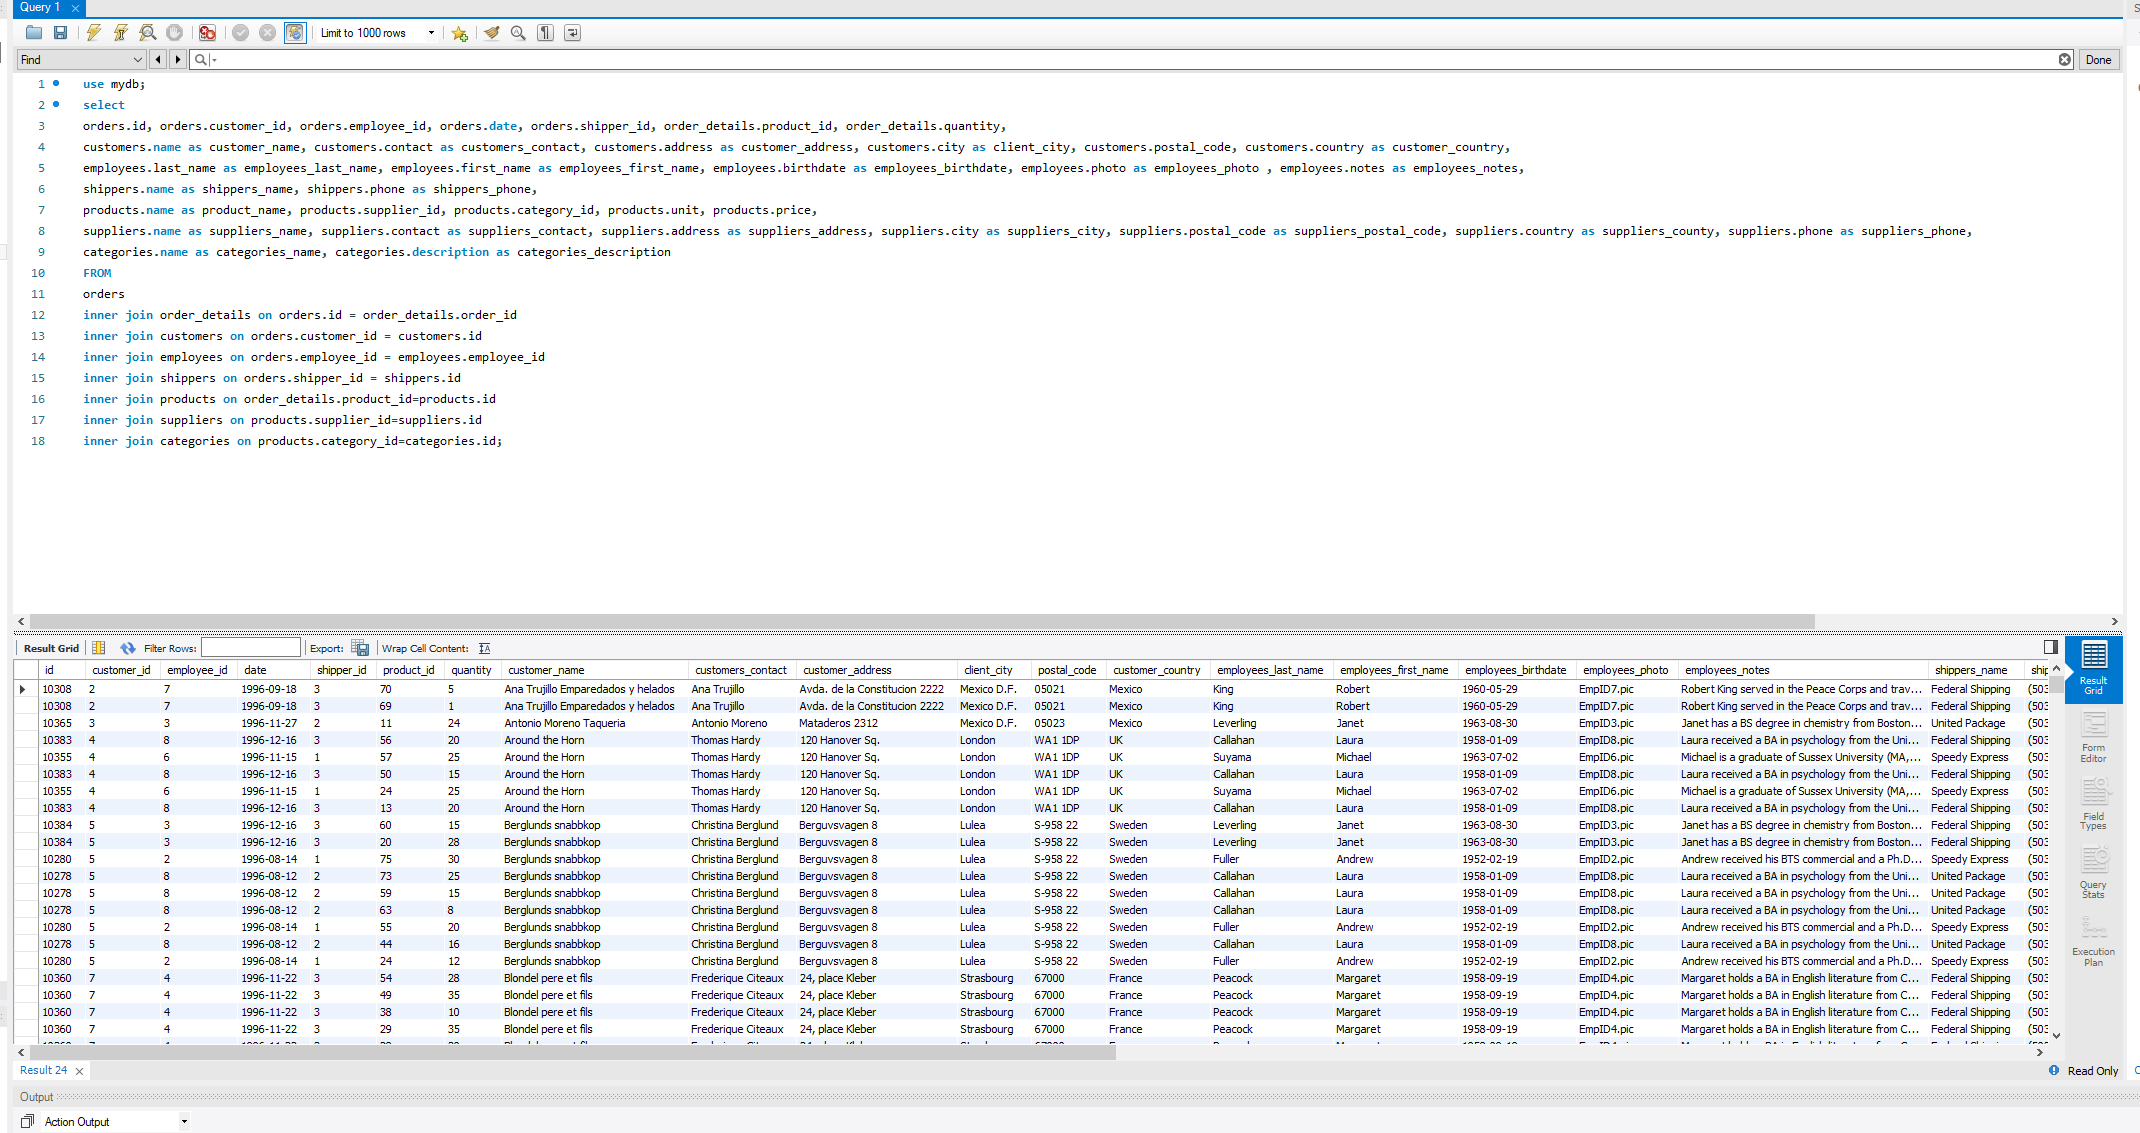 Query 1
Limit to 1000 rows
Find
Done
1 use mydb;
2 select
3 orders.id, orders.customer_id, orders.employee_id, orders.date, orders.shipper_id, order_details.product_id, order_details.quantity,
4 customers.name as customer_name, customers.contact as customers_contact, customers.address as customer_address, customers.city as client_city, customers.postal_code, customers.country as customer_country,
5 employees.last_name as employees_last_name, employees.first_name as employees_first_name, employees.birthdate as employees_birthdate, employees.photo as employees_photo , employees.notes as employees_notes,
6 shippers.name as shippers_name, shippers.phone as shippers_phone,
7 products.name as product_name, products.supplier_id, products.category_id, products.unit, products.price,
8 suppliers.name as suppliers_name, suppliers.contact as suppliers_contact, suppliers.address as suppliers_address, suppliers.city as suppliers_city, suppliers.postal_code as suppliers_postal_code, suppliers.country as suppliers_county, suppliers.phone as suppliers_phone,
9 categories.name as categories_name, categories.description as categories_description
10 FROM
11 orders
12 inner join order_details on orders.id = order_details.order_id
13 inner join customers on orders.customer_id = customers.id
14 inner join employees on orders.employee_id = employees.employee_id
15 inner join shippers on orders.shipper_id = shippers.id
16 inner join products on order_details.product_id=products.id
17 inner join suppliers on products.supplier_id=suppliers.id
18 inner join categories on products.category_id=categories.id;
Result Grid Filter Rows: Export: Wrap Cell Content:
id customer_id employee_id date shipper_id product_id quantity customer_name customers_contact customer_address client_city postal_code customer_country employees_last_name employees_first_name employees_birthdate employees_photo employees_notes shippers_name ship
10308 2 7 1996-09-18 3 70 5 Ana Trujillo Emparedados y helados Ana Trujillo Avda. de la Constitucion 2222 Mexico D.F. 05021 Mexico King Robert 1960-05-29 EmpID7.pic Robert King served in the Peace Corps and trav... Federal Shipping (503
10308 2 7 1996-09-18 3 69 1 Ana Trujillo Emparedados y helados Ana Trujillo Avda. de la Constitucion 2222 Mexico D.F. 05021 Mexico King Robert 1960-05-29 EmpID7.pic Robert King served in the Peace Corps and trav... Federal Shipping (503
10365 3 3 1996-11-27 2 11 24 Antonio Moreno Taqueria Antonio Moreno Mataderos 2312 Mexico D.F. 05023 Mexico Leverling Janet 1963-08-30 EmpID3.pic Janet has a BS degree in chemistry from Boston... United Package (503
10383 4 8 1996-12-16 3 56 20 Around the Horn Thomas Hardy 120 Hanover Sq. London WA1 1DP UK Callahan Laura 1958-01-09 EmpID8.pic Laura received a BA in psychology from the Uni... Federal Shipping (503
10355 4 6 1996-11-15 1 57 25 Around the Horn Thomas Hardy 120 Hanover Sq. London WA1 1DP UK Suyama Michael 1963-07-02 EmpID6.pic Michael is a graduate of Sussex University (MA,... Speedy Express (503
10383 4 8 1996-12-16 3 50 15 Around the Horn Thomas Hardy 120 Hanover Sq. London WA1 1DP UK Callahan Laura 1958-01-09 EmpID8.pic Laura received a BA in psychology from the Uni... Federal Shipping (503
10355 4 6 1996-11-15 1 24 25 Around the Horn Thomas Hardy 120 Hanover Sq. London WA1 1DP UK Suyama Michael 1963-07-02 EmpID6.pic Michael is a graduate of Sussex University (MA,... Speedy Express (503
10383 4 8 1996-12-16 3 13 20 Around the Horn Thomas Hardy 120 Hanover Sq. London WA1 1DP UK Callahan Laura 1958-01-09 EmpID8.pic Laura received a BA in psychology from the Uni... Federal Shipping (503
10384 5 3 1996-12-16 3 60 15 Berglunds snabbkop Christina Berglund Berguvsvagen 8 Lulea S-958 22 Sweden Leverling Janet 1963-08-30 EmpID3.pic Janet has a BS degree in chemistry from Boston... Federal Shipping (503
10384 5 3 1996-12-16 3 20 28 Berglunds snabbkop Christina Berglund Berguvsvagen 8 Lulea S-958 22 Sweden Leverling Janet 1963-08-30 EmpID3.pic Janet has a BS degree in chemistry from Boston... Federal Shipping (503
10280 5 2 1996-08-14 1 75 30 Berglunds snabbkop Christina Berglund Berguvsvagen 8 Lulea S-958 22 Sweden Fuller Andrew 1952-02-19 EmpID2.pic Andrew received his BTS commercial and a Ph.D... Speedy Express (503
10278 5 8 1996-08-12 2 73 25 Berglunds snabbkop Christina Berglund Berguvsvagen 8 Lulea S-958 22 Sweden Callahan Laura 1958-01-09 EmpID8.pic Laura received a BA in psychology from the Uni... United Package (503
10278 5 8 1996-08-12 2 59 15 Berglunds snabbkop Christina Berglund Berguvsvagen 8 Lulea S-958 22 Sweden Callahan Laura 1958-01-09 EmpID8.pic Laura received a BA in psychology from the Uni... United Package (503
10278 5 8 1996-08-12 2 63 8 Berglunds snabbkop Christina Berglund Berguvsvagen 8 Lulea S-958 22 Sweden Callahan Laura 1958-01-09 EmpID8.pic Laura received a BA in psychology from the Uni... United Package (503
10280 5 2 1996-08-14 1 55 20 Berglunds snabbkop Christina Berglund Berguvsvagen 8 Lulea S-958 22 Sweden Fuller Andrew 1952-02-19 EmpID2.pic Andrew received his BTS commercial and a Ph.D... Speedy Express (503
10278 5 8 1996-08-12 2 44 16 Berglunds snabbkop Christina Berglund Berguvsvagen 8 Lulea S-958 22 Sweden Callahan Laura 1958-01-09 EmpID8.pic Laura received a BA in psychology from the Uni... United Package (503
10280 5 2 1996-08-14 1 24 12 Berglunds snabbkop Christina Berglund Berguvsvagen 8 Lulea S-958 22 Sweden Fuller Andrew 1952-02-19 EmpID2.pic Andrew received his BTS commercial and a Ph.D... Speedy Express (503
10360 7 4 1996-11-22 3 54 28 Blondel pere et fils Frederique Citeaux 24, place Kleber Strasbourg 67000 France Peacock Margaret 1958-09-19 EmpID4.pic Margaret holds a BA in English literature from C... Federal Shipping (503
10360 7 4 1996-11-22 3 49 35 Blondel pere et fils Frederique Citeaux 24, place Kleber Strasbourg 67000 France Peacock Margaret 1958-09-19 EmpID4.pic Margaret holds a BA in English literature from C... Federal Shipping (503
10360 7 4 1996-11-22 3 38 10 Blondel pere et fils Frederique Citeaux 24, place Kleber Strasbourg 67000 France Peacock Margaret 1958-09-19 EmpID4.pic Margaret holds a BA in English literature from C... Federal Shipping (503
10360 7 4 1996-11-22 3 29 35 Blondel pere et fils Frederique Citeaux 24, place Kleber Strasbourg 67000 France Peacock Margaret 1958-09-19 EmpID4.pic Margaret holds a BA in English literature from C... Federal Shipping (503
Result
Grid
Form
Editor
Field
Types
Query
Stats
Execution
Plan
Result 24
Read Only
Output
Action Output